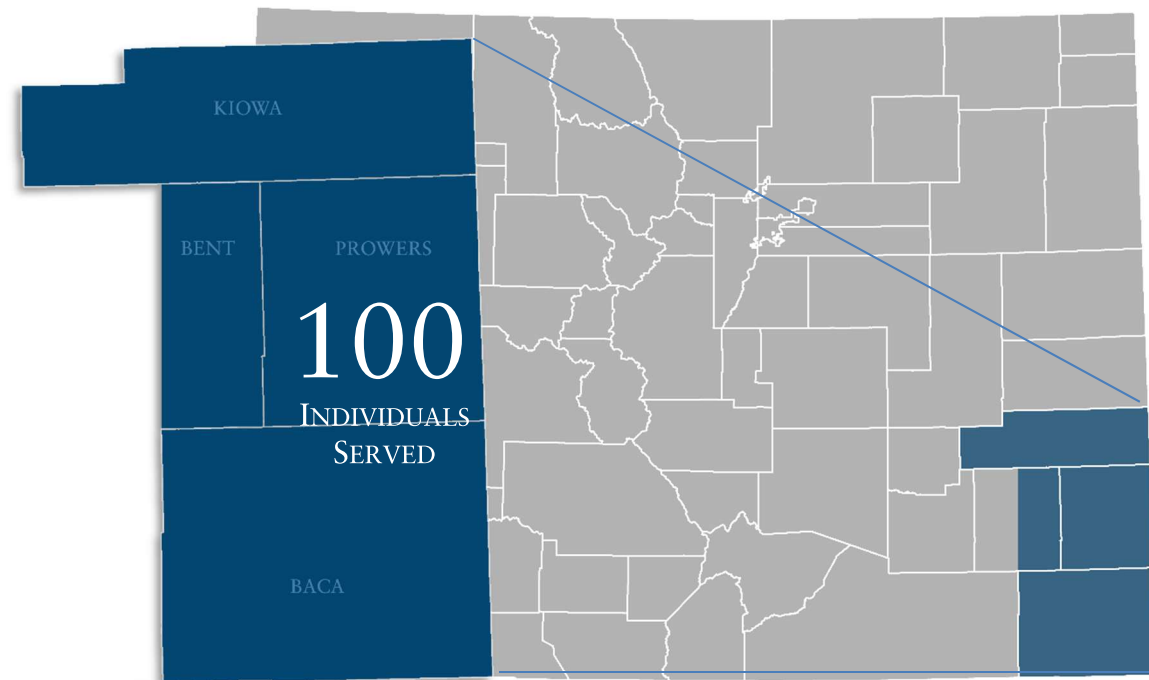 KIOWA
BENT
PROWERS
100
INDIVIDUALS
SERVED
BACA